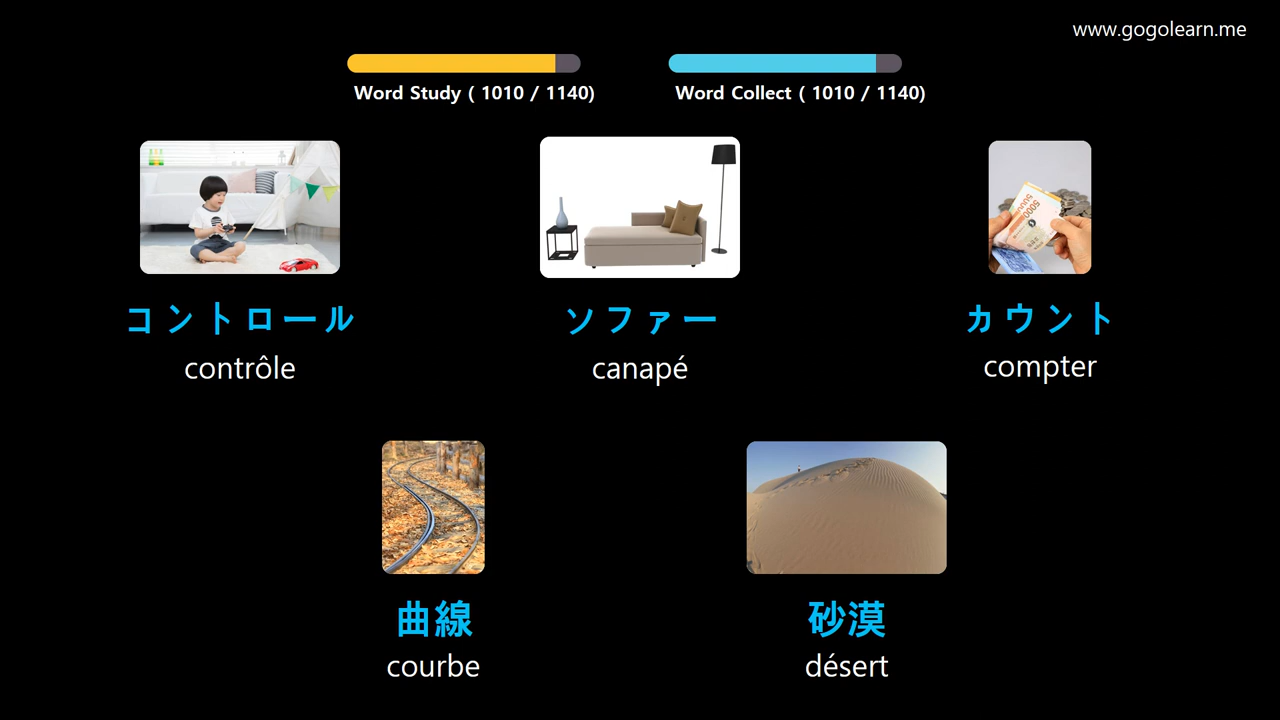 www.gogolearn.me
Word Study ( 1010 / 1140)
Word Collect ( 1010 / 1140)
コントロール
contrôle
ソファー
canapé
カウント
compter
曲線
courbe
砂漠
désert